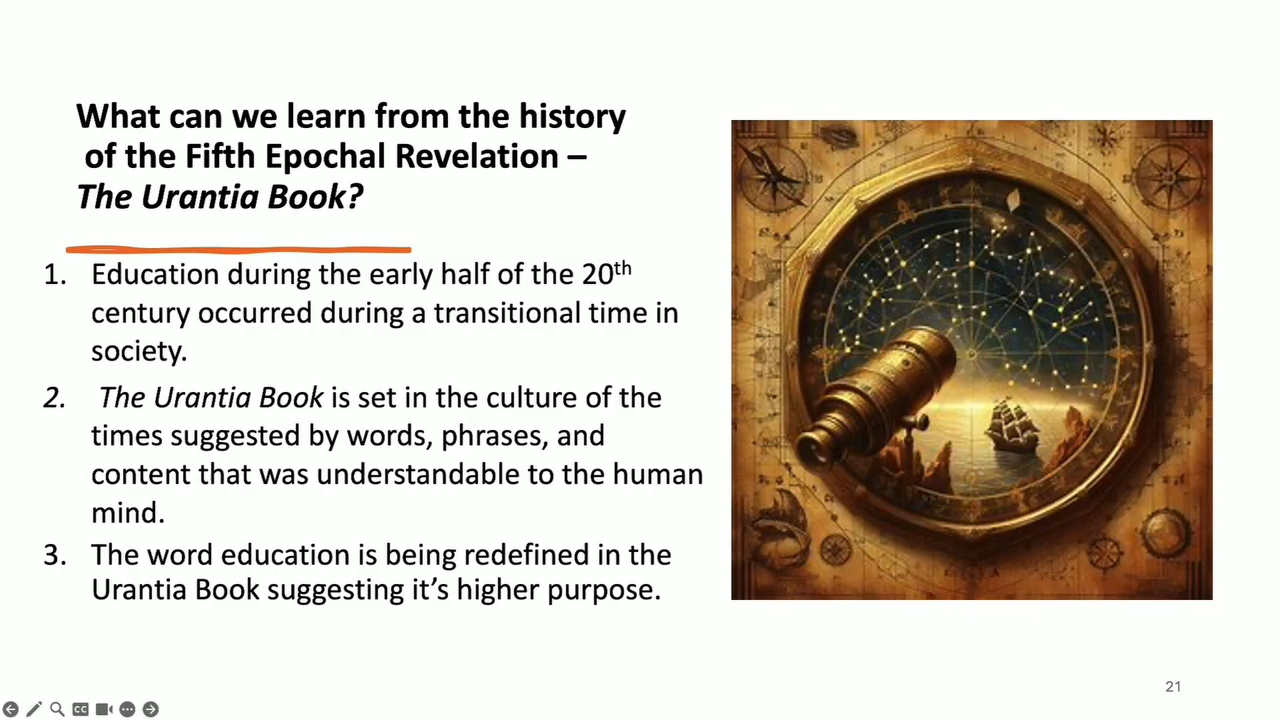 What can we learn from the history
of the Fifth Epochal Revelation –
The Urantia Book?
1. Education during the early half of the 20th
century occurred during a transitional time in
society.
2. The Urantia Book is set in the culture of the
times suggested by words, phrases, and
content that was understandable to the human
mind.
3. The word education is being redefined in the
Urantia Book suggesting it’s higher purpose.
21
CC